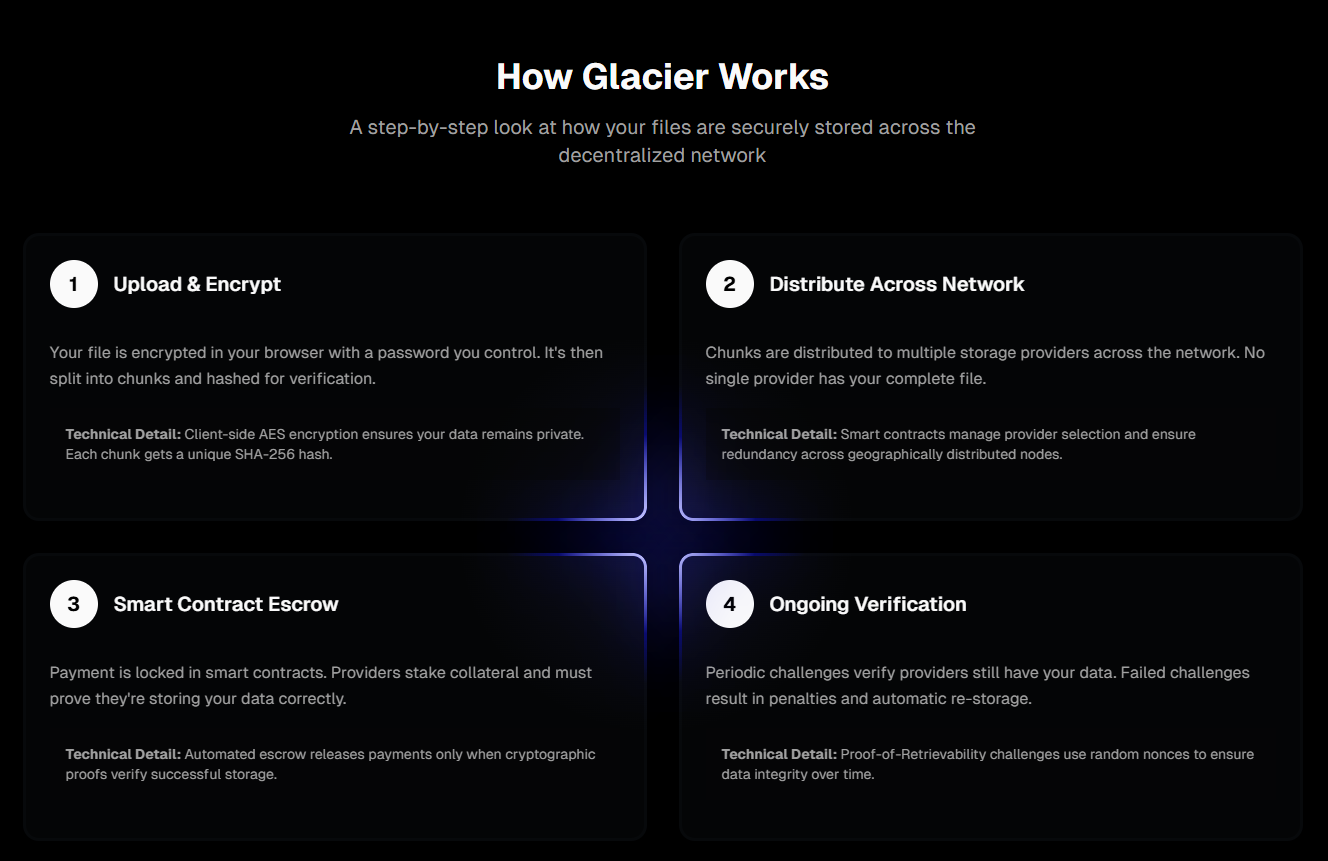 How Glacier Works
A step-by-step look at how your files are securely stored across the
decentralized network
1
Upload & Encrypt
Your file is encrypted in your browser with a password you control. It's then
split into chunks and hashed for verification.
Technical Detail: Client-side AES encryption ensures your data remains private.
Each chunk gets a unique SHA-256 hash.
2
Distribute Across Network
Chunks are distributed to multiple storage providers across the network. No
single provider has your complete file.
Technical Detail: Smart contracts manage provider selection and ensure
redundancy across geographically distributed nodes.
3
Smart Contract Escrow
Payment is locked in smart contracts. Providers stake collateral and must
prove they're storing your data correctly.
Technical Detail: Automated escrow releases payments only when cryptographic
proofs verify successful storage.
4
Ongoing Verification
Periodic challenges verify providers still have your data. Failed challenges
result in penalties and automatic re-storage.
Technical Detail: Proof-of-Retrievability challenges use random nonces to ensure
data integrity over time.